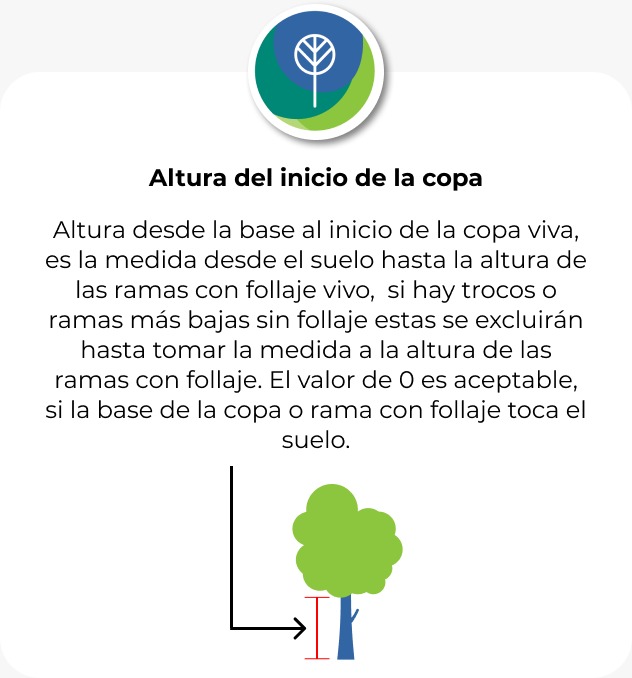 Altura del inicio de la copa
Altura desde la base al inicio de la copa viva,
es la medida desde el suelo hasta la altura de
las ramas con follaje vivo,  si hay trocos o
ramas más bajas sin follaje estas se excluirán
hasta tomar la medida a la altura de las
ramas con follaje. El valor de 0 es aceptable,
si la base de la copa o rama con follaje toca el
suelo.